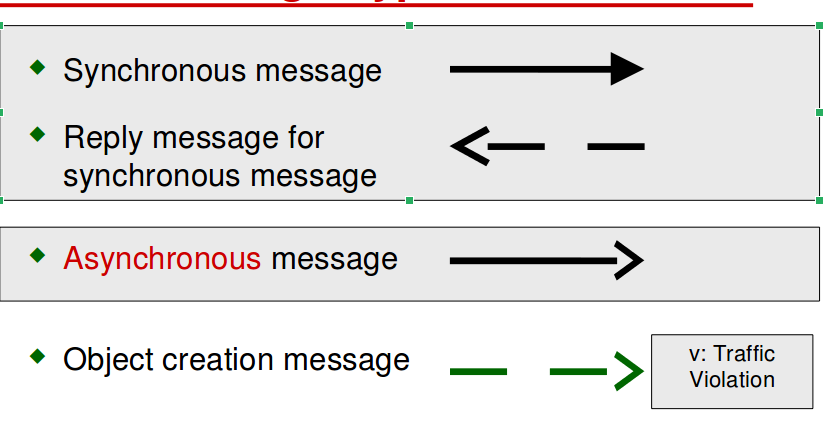 Synchronous message
Reply message for
synchronous message
Asynchronous message
Object creation message
v: Traffic
Violation